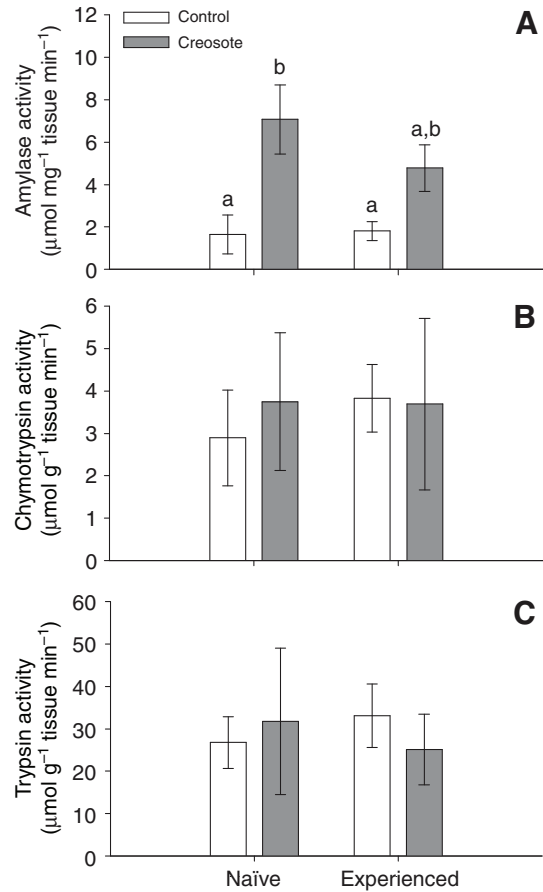 Control
Creosote
A
Amylase activity
(μmol mg⁻¹ tissue min⁻¹)
12
10
8
6
4
2
0
a
b
a
a,b
B
Chymotrypsin activity
(μmol g⁻¹ tissue min⁻¹)
6
5
4
3
2
1
0
C
Trypsin activity
(μmol g⁻¹ tissue min⁻¹)
60
50
40
30
20
10
0
Naïve Experienced